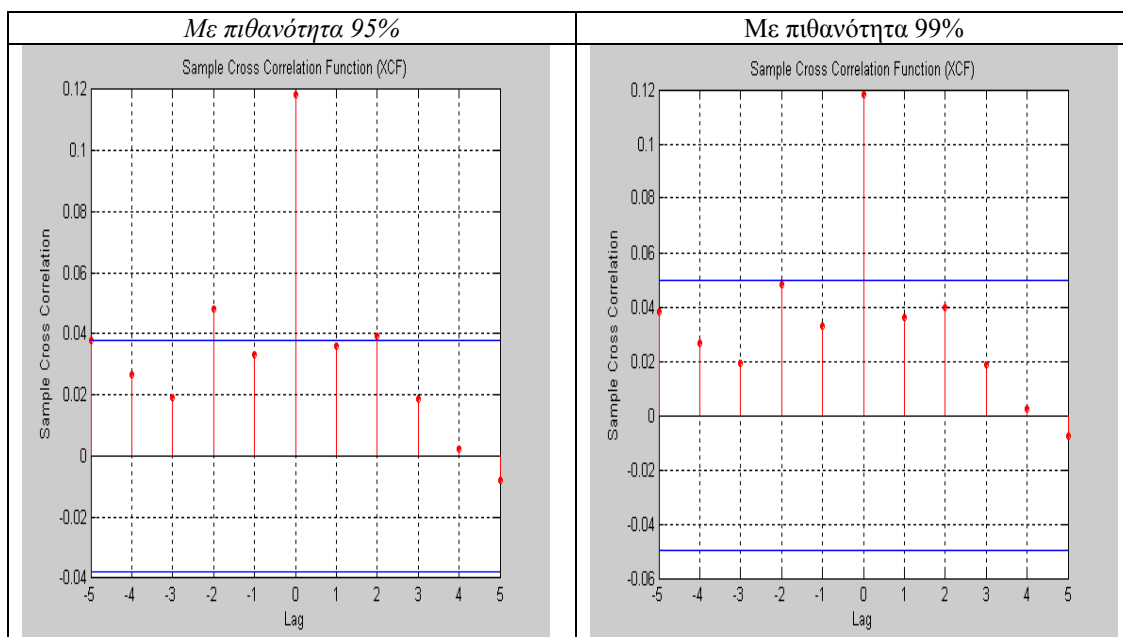 Με πιθανότητα 95%
Με πιθανότητα 99%
Sample Cross Correlation Function (XCF)
0.12
0.1
0.08
0.06
0.04
0.02
0
-0.02
-0.04
Sample Cross Correlation
-5 -4 -3 -2 -1 0 1 2 3 4 5
Lag
Sample Cross Correlation Function (XCF)
0.12
0.1
0.08
0.06
0.04
0.02
0
-0.02
-0.04
-0.06
Sample Cross Correlation
-5 -4 -3 -2 -1 0 1 2 3 4 5
Lag